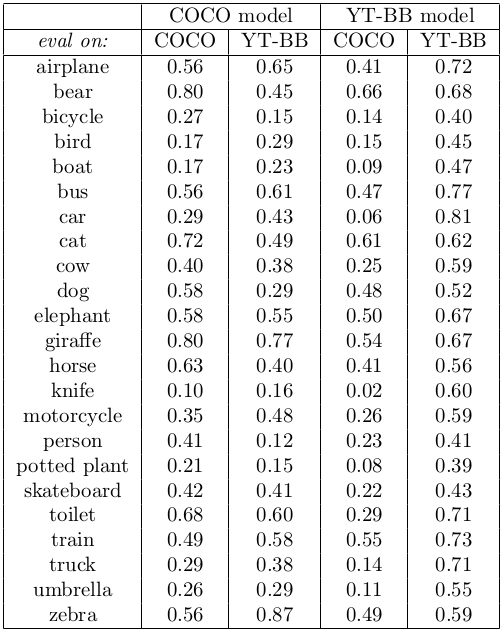 COCO model YT-BB model
eval on: COCO YT-BB COCO YT-BB
airplane 0.56 0.65 0.41 0.72
bear 0.80 0.45 0.66 0.68
bicycle 0.27 0.15 0.14 0.40
bird 0.17 0.29 0.15 0.45
boat 0.17 0.23 0.09 0.47
bus 0.56 0.61 0.47 0.77
car 0.29 0.43 0.06 0.81
cat 0.72 0.49 0.61 0.62
cow 0.40 0.38 0.25 0.59
dog 0.58 0.29 0.48 0.52
elephant 0.58 0.55 0.50 0.67
giraffe 0.80 0.77 0.54 0.67
horse 0.63 0.40 0.41 0.56
knife 0.10 0.16 0.02 0.60
motorcycle 0.35 0.48 0.26 0.59
person 0.41 0.12 0.23 0.41
potted plant 0.21 0.15 0.08 0.39
skateboard 0.42 0.41 0.22 0.43
toilet 0.68 0.60 0.29 0.71
train 0.49 0.58 0.55 0.73
truck 0.29 0.38 0.14 0.71
umbrella 0.26 0.29 0.11 0.55
zebra 0.56 0.87 0.49 0.59